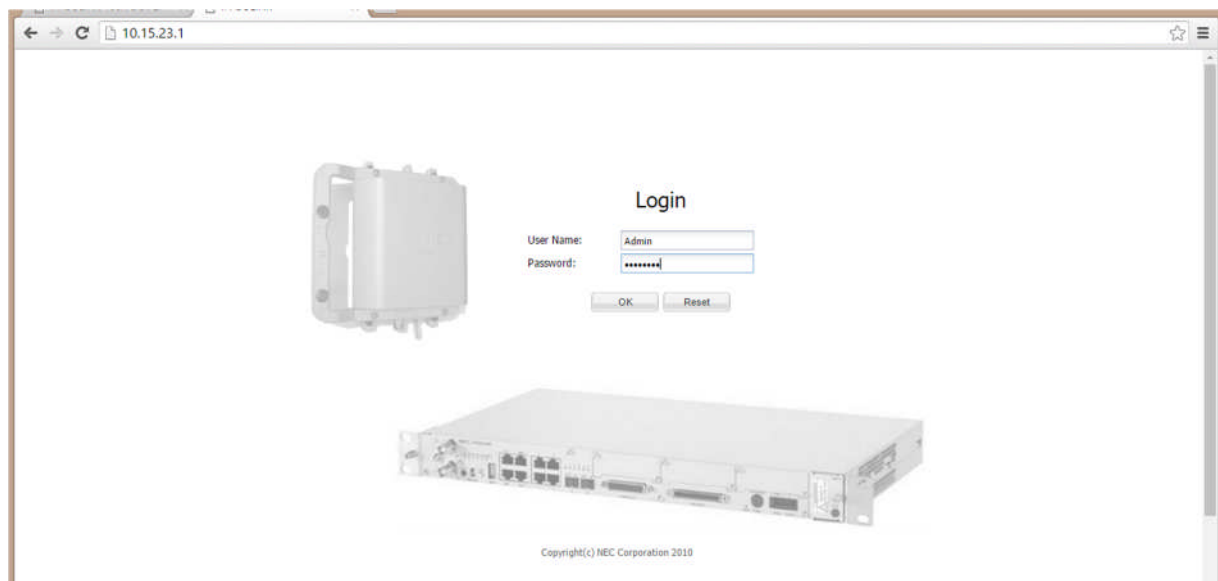 10.15.23.1
Login
User Name:
Admin
Password:
••••••••
OK
Reset
Copyright(c) NEC Corporation 2010